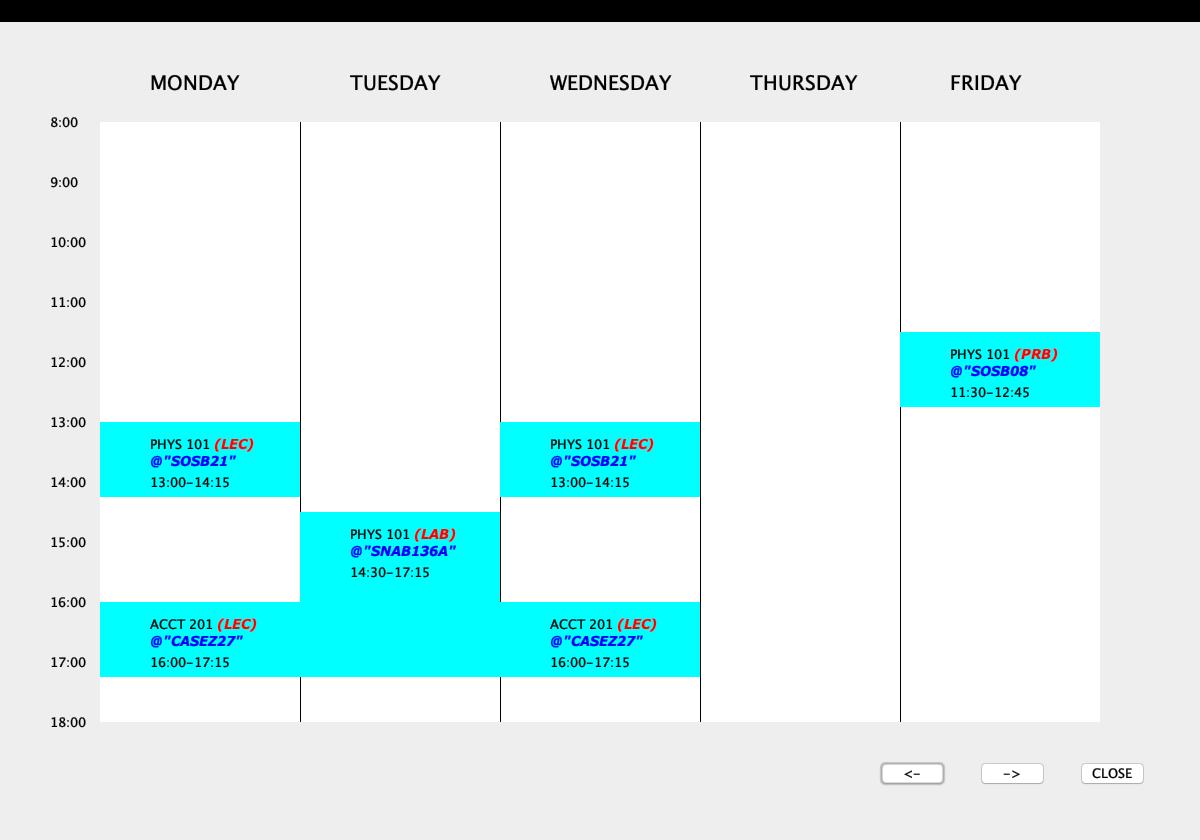 MONDAY TUESDAY WEDNESDAY THURSDAY FRIDAY
8:00
9:00
10:00
11:00
12:00
PHYS 101 (PRB)
@"SOSB08"
11:30-12:45
13:00
PHYS 101 (LEC)
@"SOSB21"
13:00-14:15
PHYS 101 (LEC)
@"SOSB21"
13:00-14:15
14:00
PHYS 101 (LAB)
@"SNAB136A"
14:30-17:15
15:00
16:00
ACCT 201 (LEC)
@"CASEZ27"
16:00-17:15
ACCT 201 (LEC)
@"CASEZ27"
16:00-17:15
17:00
18:00
<- -> CLOSE